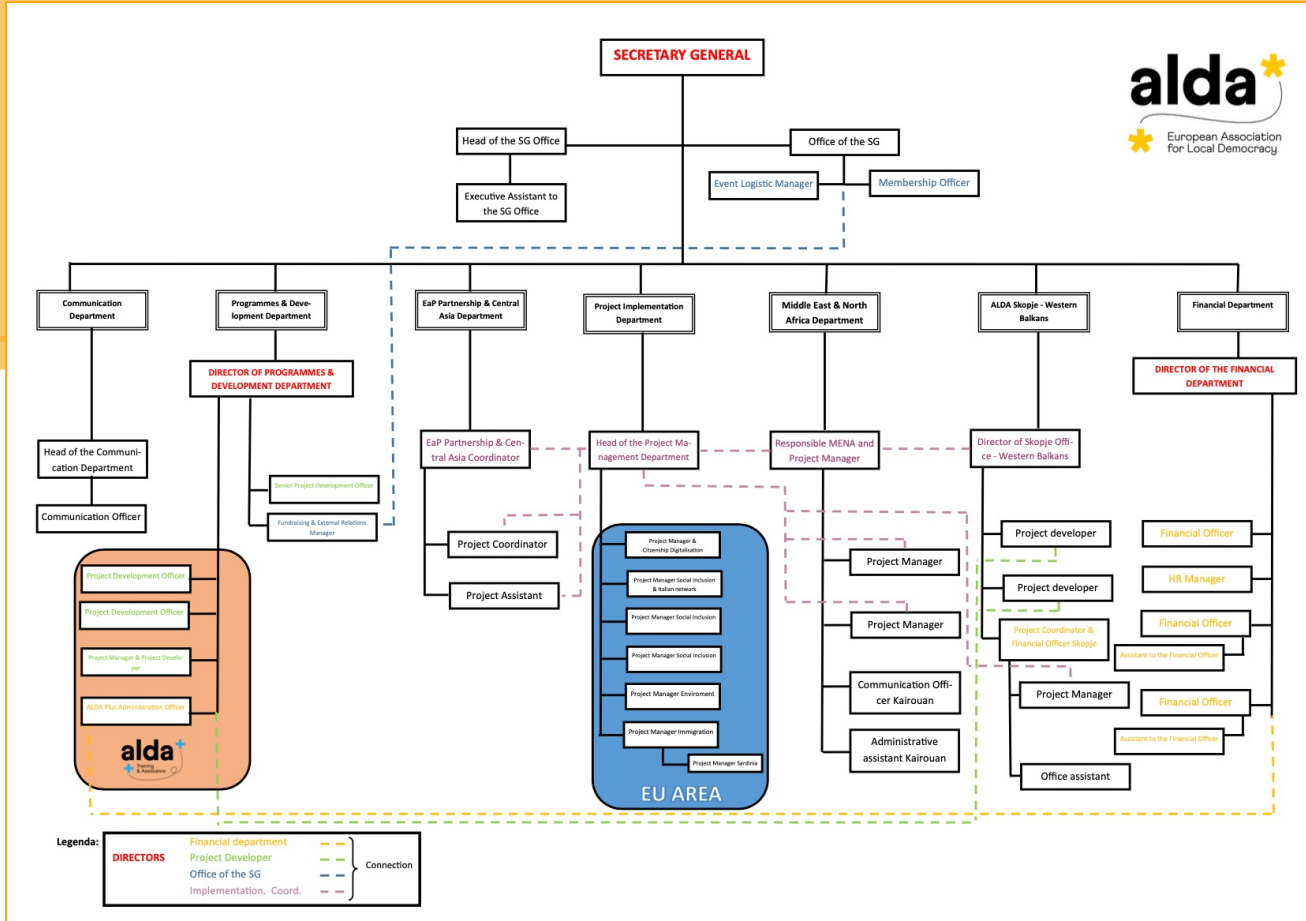 SECRETARY GENERAL
alda
European Association
for Local Democracy
Head of the SG Office
Office of the SG
Executive Assistant to
the SG Office
Event Logistic Manager
Membership Officer
Communication
Department
Programmes & Deve-
lopment Department
EaP Partnership & Central
Asia Department
Project Implementation
Department
Middle East & North
Africa Department
ALDA Skopje - Western
Balkans
Financial Department
DIRECTOR OF PROGRAMMES &
DEVELOPMENT DEPARTMENT
DIRECTOR OF THE FINANCIAL
DEPARTMENT
Head of the Communi-
cation Department
Communication Officer
Senior Project Development Officer
Fundraising & External Relations
Manager
EaP Partnership & Cen-
tral Asia Coordinator
Head of the Project Ma-
nagement Department
Responsible MENA and
Project Manager
Director of Skopje Offi-
ce - Western Balkans
Project Development Officer
Project Development Officer
Project Manager & Project Develo-
per
ALDA Plus Administration Officer
alda+
Training
& Assistance
Project Coordinator
Project Assistant
Project Manager &
Citzenship Digitalisation
Project Manager Social Inclusion
& Italian network
Project Manager Social Inclusion
Project Manager Social Inclusion
Project Manager Enviroment
Project Manager Immigration
Project Manager Serdinia
EU AREA
Project Manager
Project Manager
Communication Offi-
cer Kairouan
Administrative
assistant Kairouan
Project developer
Project developer
Project Coordinator &
Financial Officer Skopje
Project Manager
Office assistant
Financial Officer
HR Manager
Financial Officer
Assistant to the Financial Officer
Financial Officer
Assistant to the Financial Officer
Legenda:
DIRECTORS
Financial department
Project Developer
Office of the SG
Implementation. Coord.
Connection